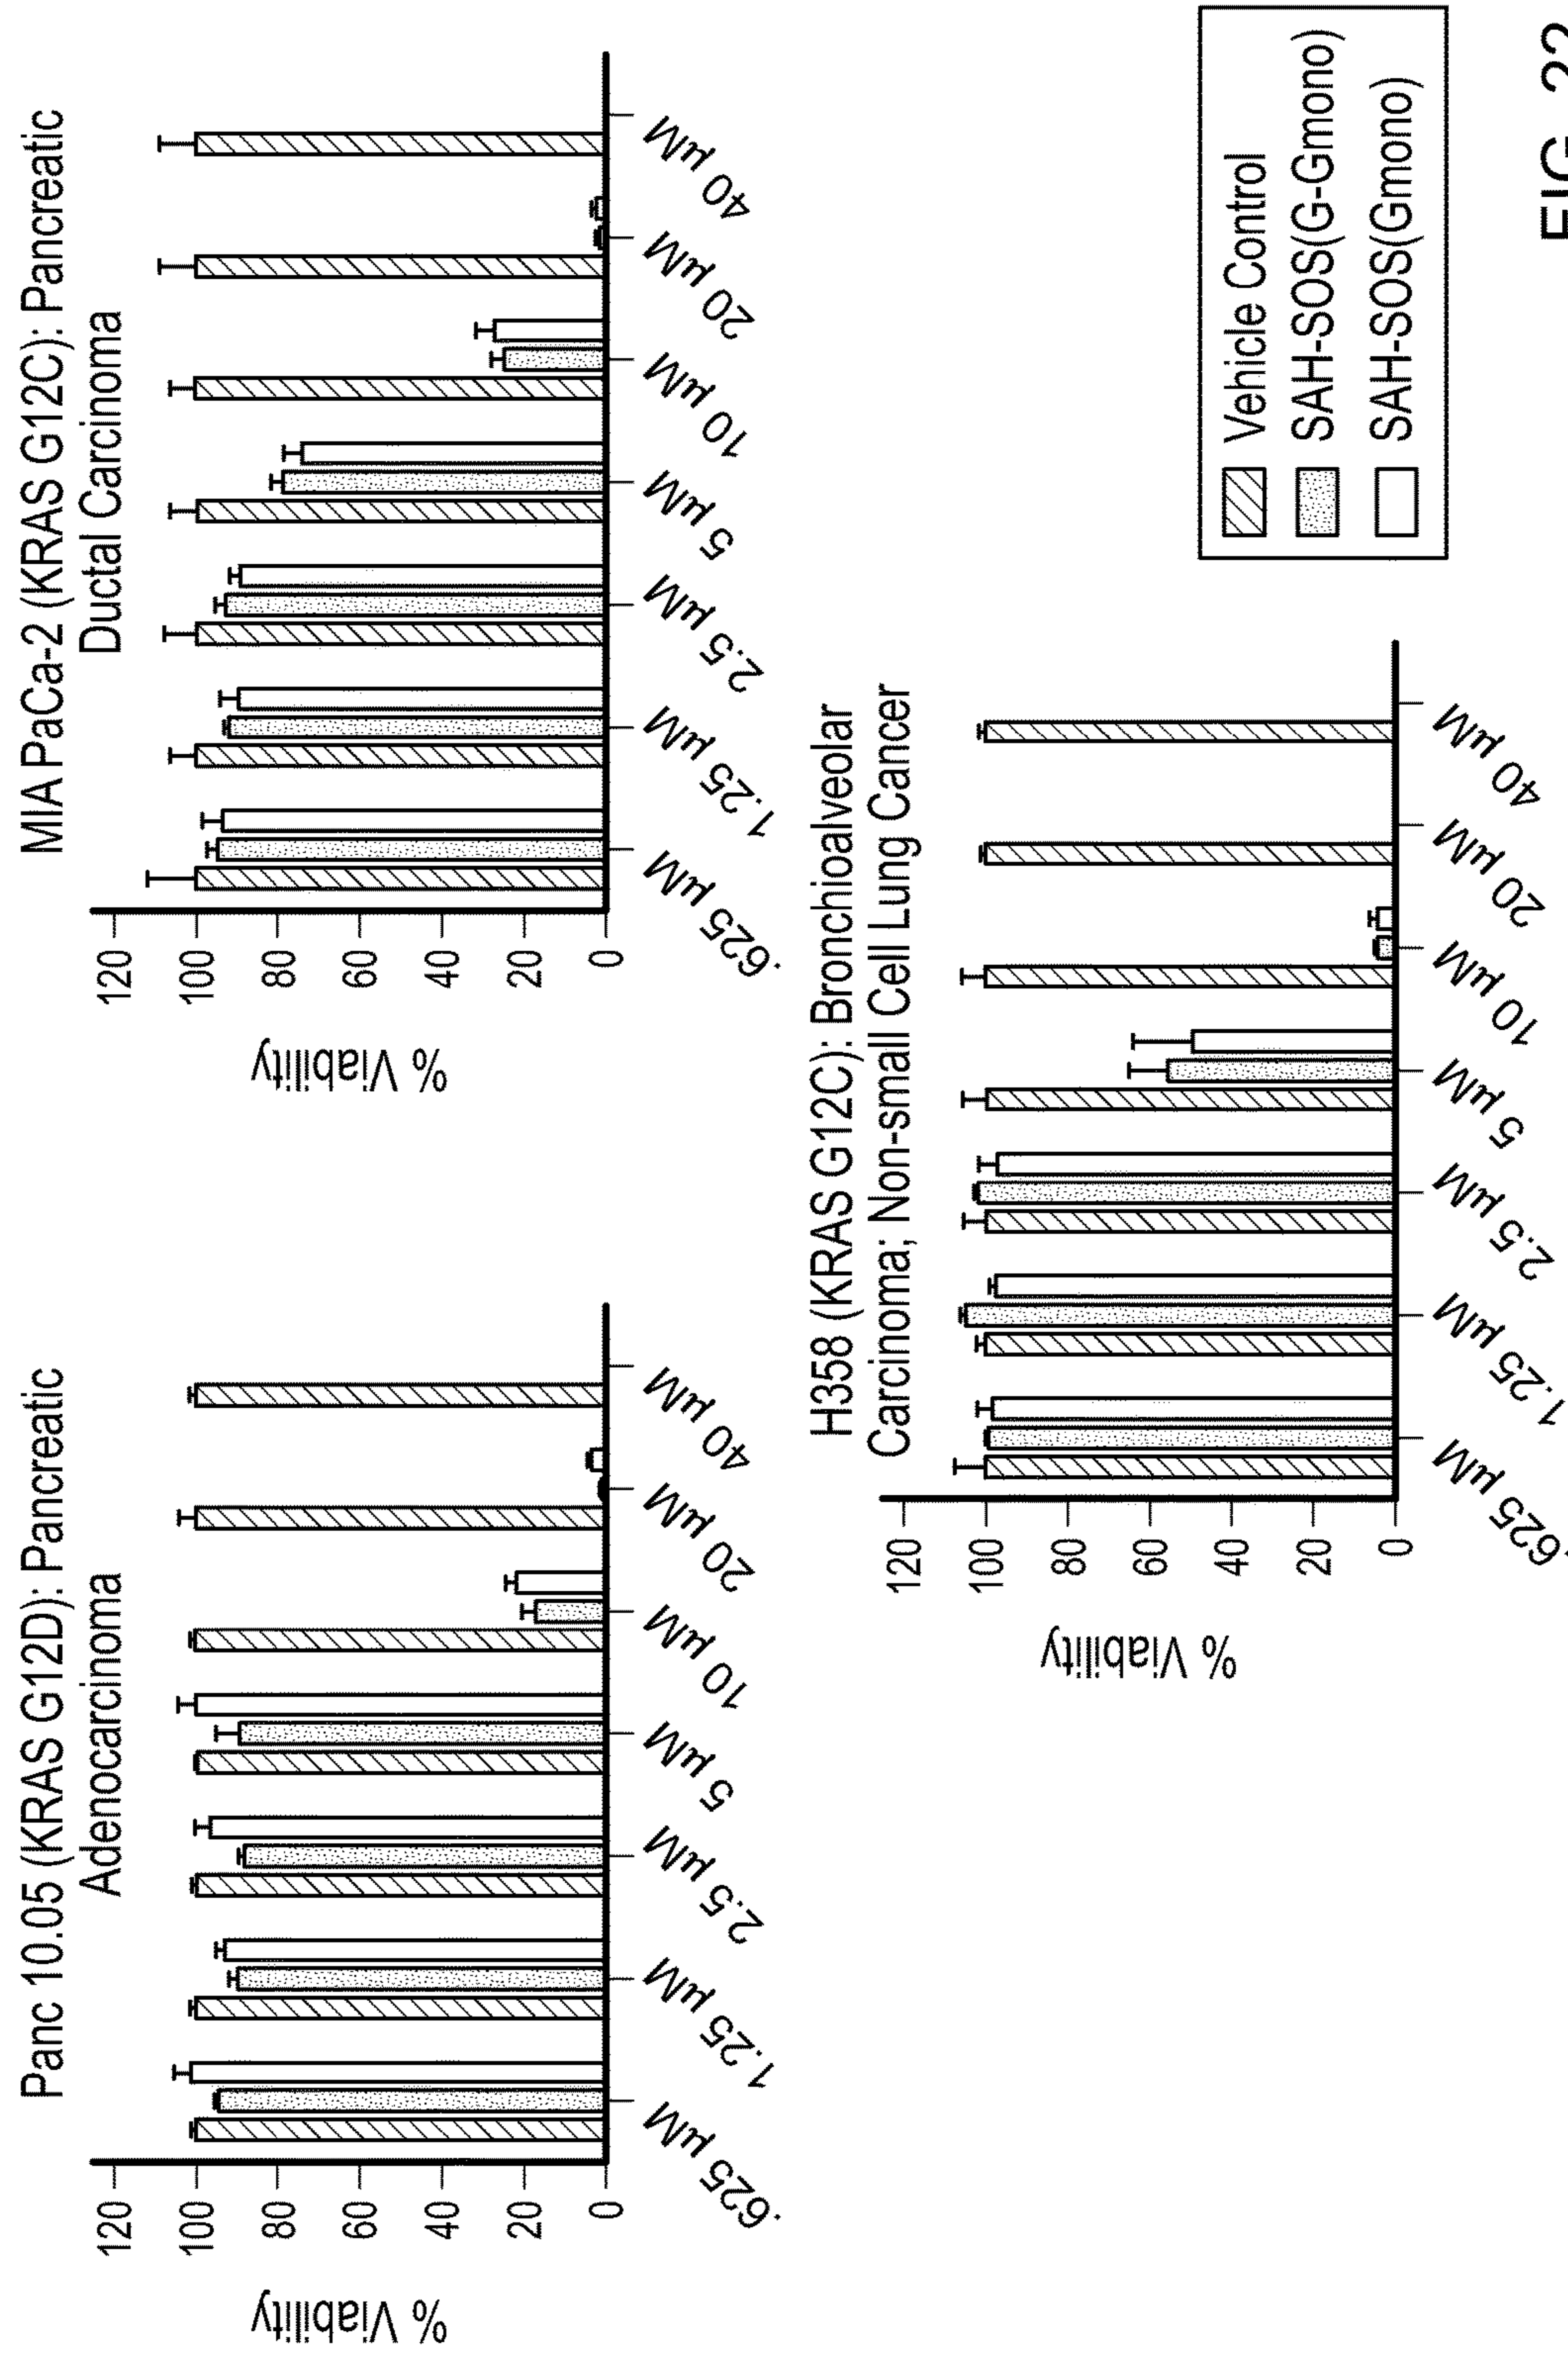 Panc 10.05 (KRAS G12D): Pancreatic
Adenocarcinoma
% Viability
120
100
80
60
40
20
0
.625 µM
1.25 µM
2.5 µM
5 µM
10 µM
20 µM
40 µM
MIA PaCa-2 (KRAS G12C): Pancreatic
Ductal Carcinoma
% Viability
120
100
80
60
40
20
0
.625 µM
1.25 µM
2.5 µM
5 µM
10 µM
20 µM
40 µM
H358 (KRAS G12C): Bronchioalveolar
Carcinoma; Non-small Cell Lung Cancer
% Viability
120
100
80
60
40
20
0
.625 µM
1.25 µM
2.5 µM
5 µM
10 µM
20 µM
40 µM
Vehicle Control
SAH-SOS(G-Gmono)
SAH-SOS(Gmono)
FIG. 22